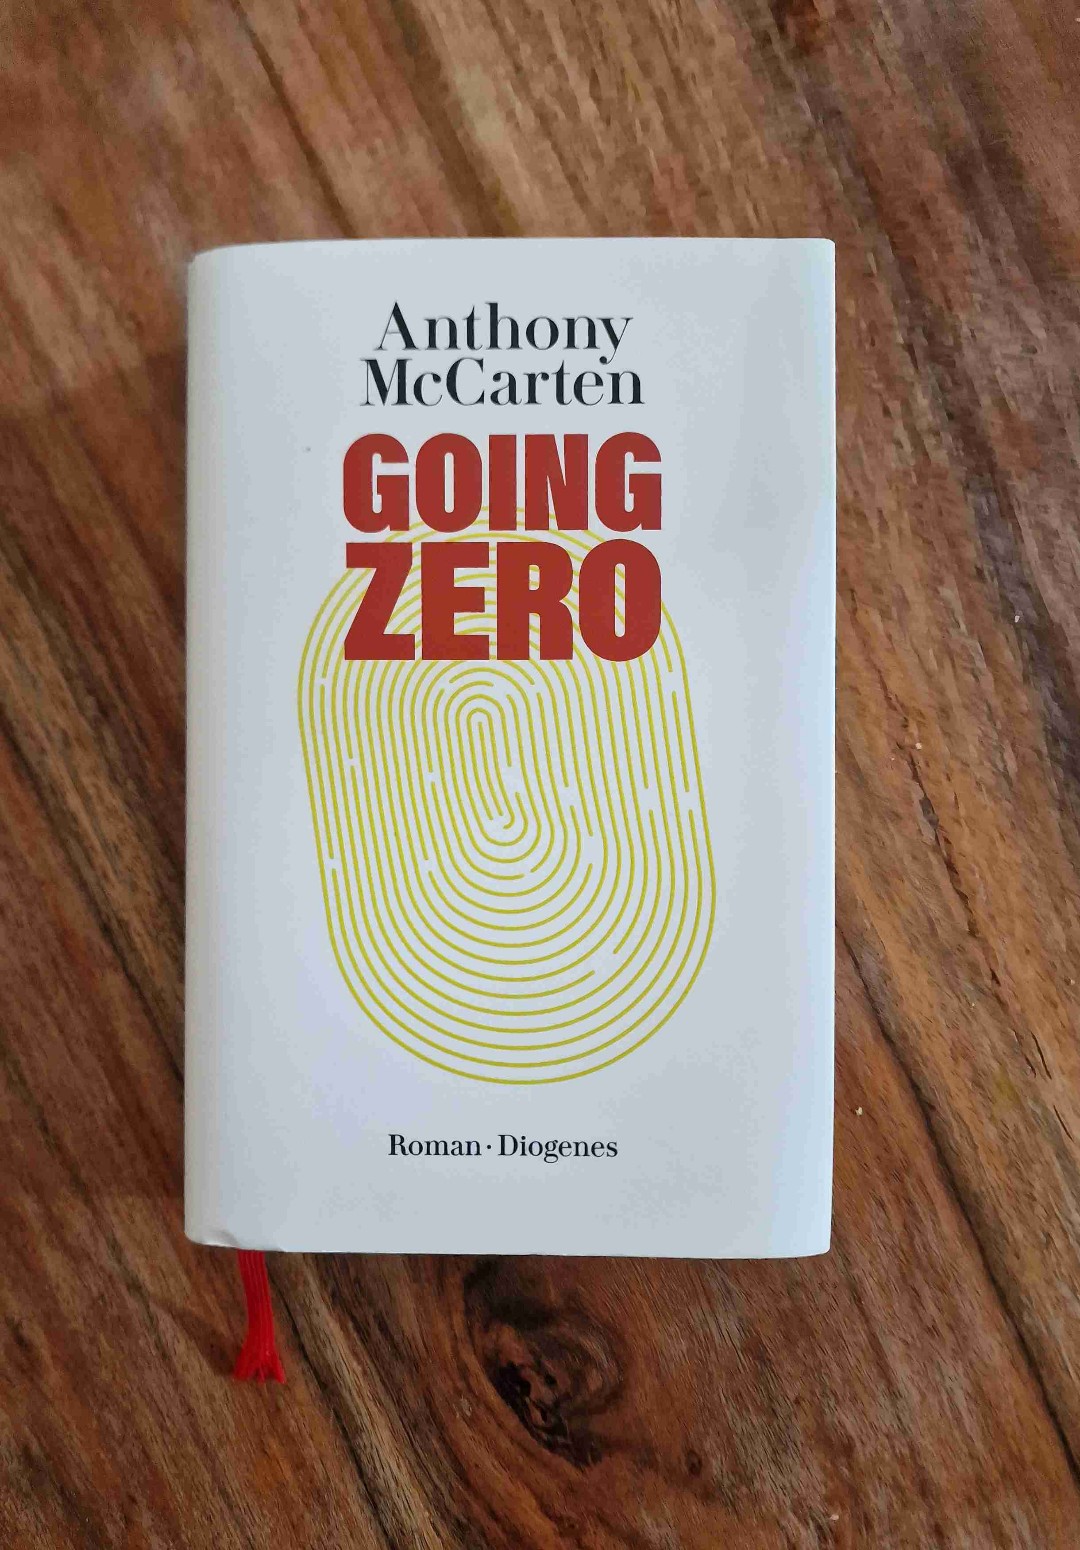 Anthony
McCarten
GOING
ZERO
Roman · Diogenes